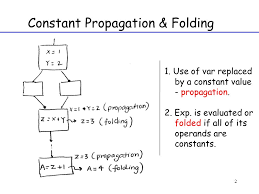 Constant Propagation & Folding
X = 1
Y = 2
x=1 & Y=2 (propagation)
Z = X+Y
z=3 (folding)
z=3 (propagation)
A=Z+1
A=4 (folding)
1. Use of var replaced
by a constant value
- propagation.
2. Exp. is evaluated or
folded if all of its
operands are
constants.
2